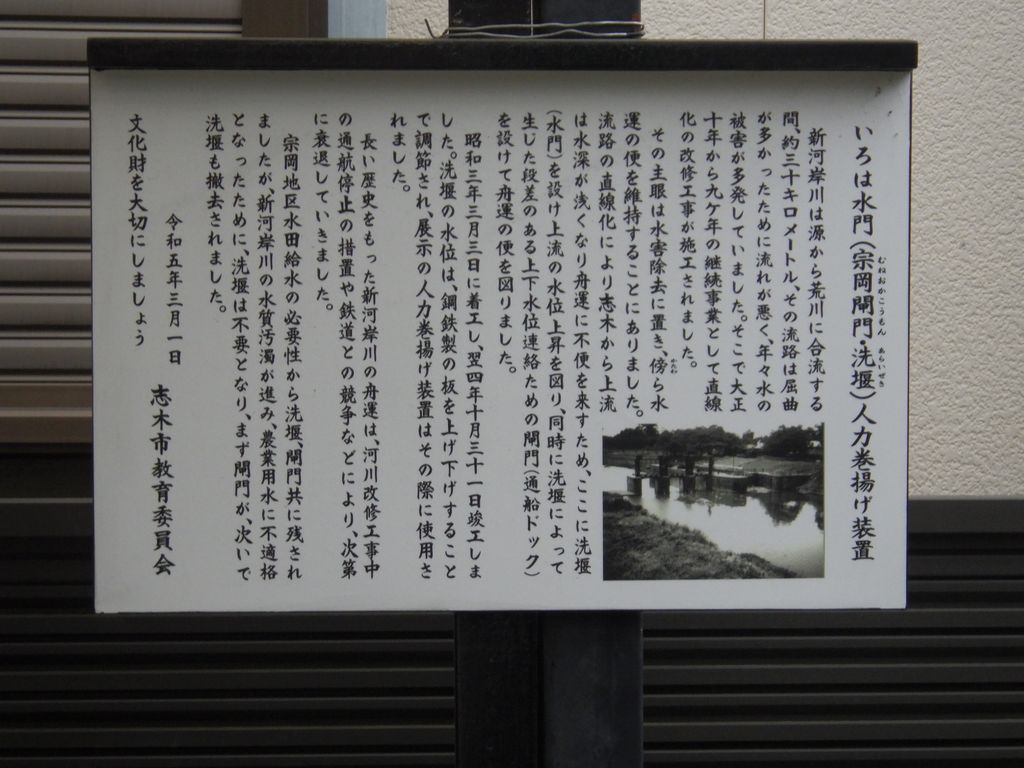 いろは水門(宗岡閘門・洗堰)人力巻揚げ装置
むねおかこうもん
あらいぜき
新河岸川は源から荒川に合流する
間、約三十キロメートル、その流路は屈曲
が多かったために流れが悪く、年々水の
被害が多発していました。そこで大正
十年から九ケ年の継続事業として直線
化の改修工事が施工されました。
その主眼は水害除去に置き、傍ら水
かたわ
運の便を維持することにありました。
流路の直線化により志木から上流
は水深が浅くなり舟運に不便を来すため、ここに洗堰
(水門)を設け上流の水位上昇を図り、同時に洗堰によって
生じた段差のある上下水位連絡ための閘門(通船ドック)
を設けて舟運の便を図りました。
昭和三年三月三日に着工し、翌四年十月三十一日竣工しま
した。洗堰の水位は、鋼鉄製の板を上げ下げすること
で調節され、展示の人力巻揚げ装置はその際に使用さ
れました。
長い歴史をもった新河岸川の舟運は、河川改修工事中
の通航停止の措置や鉄道との競争などにより、次第
に衰退していきました。
宗岡地区水田給水の必要性から洗堰、閘門共に残され
ましたが、新河岸川の水質汚濁が進み、農業用水に不適格
となったために、洗堰は不要となり、まず閘門が、次いで
洗堰も撤去されました。
令和五年三月一日
志木市教育委員会
文化財を大切にしましょう